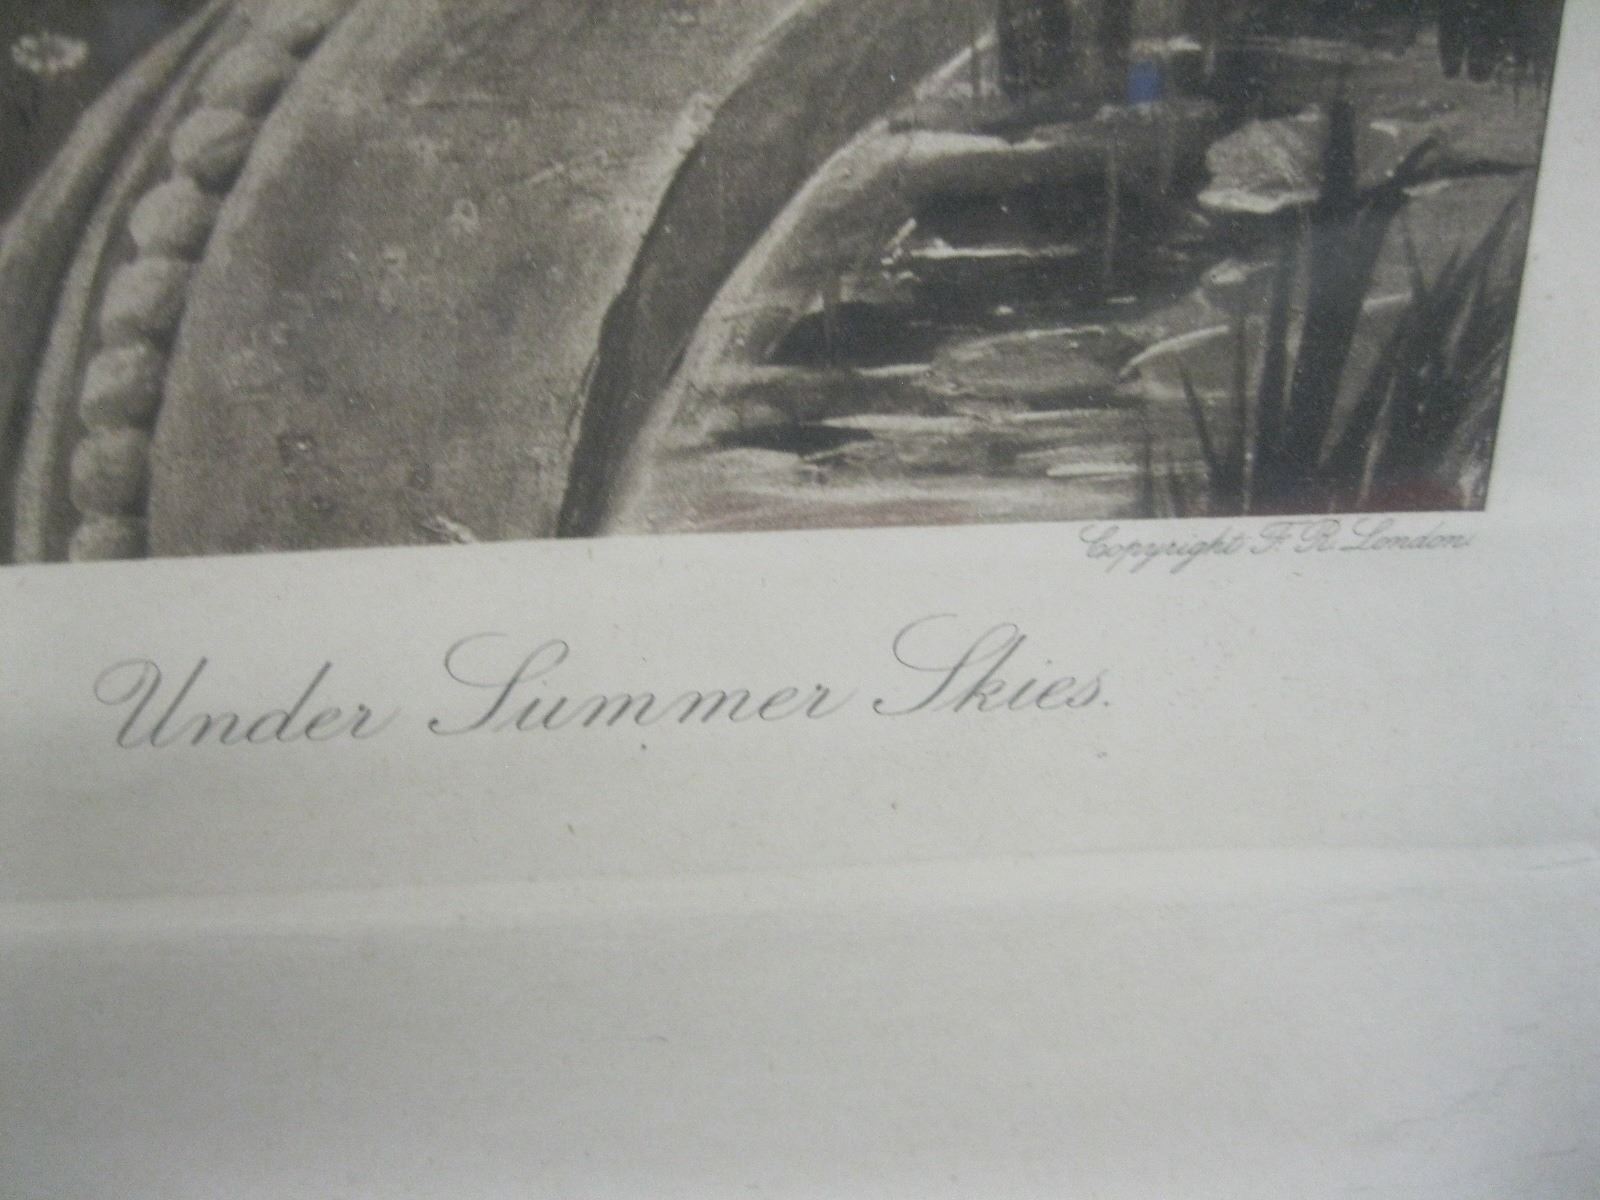 Copyright F. R. London.
Under Summer Skies.